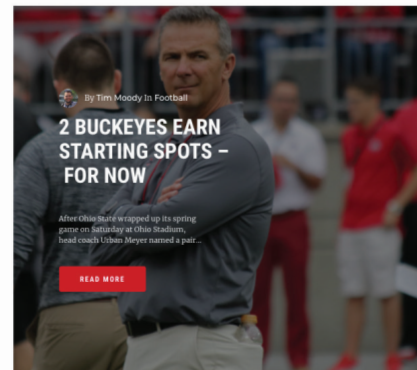 By Tim Moody In Football
2 BUCKEYES EARN
STARTING SPOTS –
FOR NOW
After Ohio State wrapped up its spring
game on Saturday at Ohio Stadium,
head coach Urban Meyer named a pair...
READ MORE